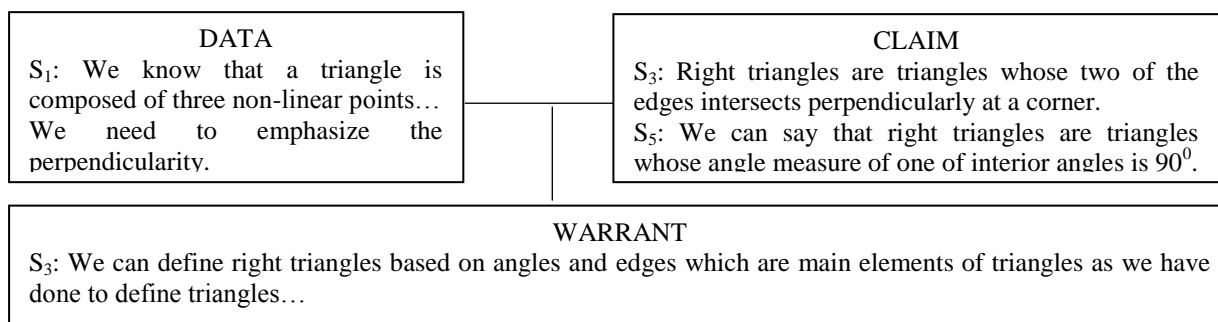 DATA
S₁: We know that a triangle is
composed of three non-linear points…
We need to emphasize the
perpendicularity.
CLAIM
S₃: Right triangles are triangles whose two of the
edges intersects perpendicularly at a corner.
S₅: We can say that right triangles are triangles
whose angle measure of one of interior angles is 90⁰.
WARRANT
S₃: We can define right triangles based on angles and edges which are main elements of triangles as we have
done to define triangles…